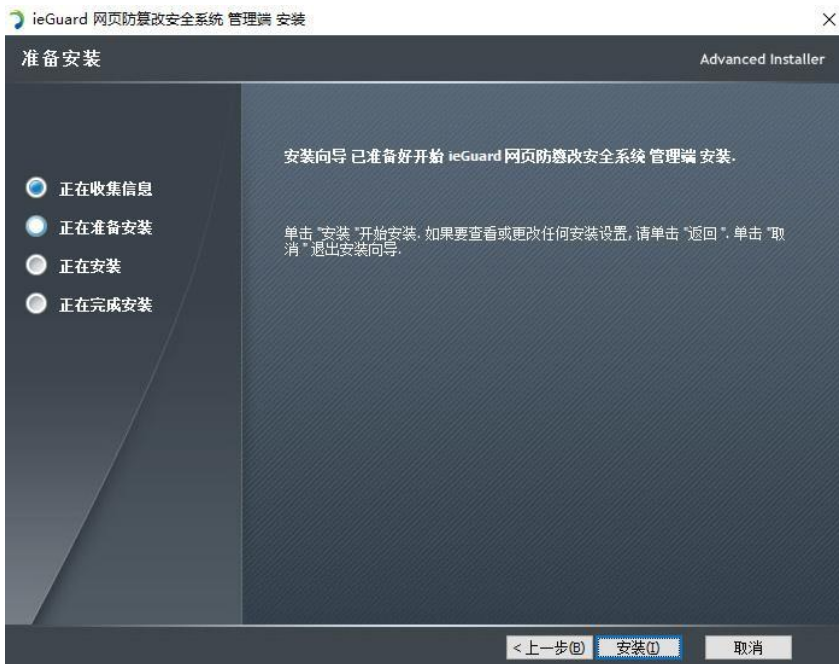 ieGuard 网页防篡改安全系统 管理端 安装
准备安装
Advanced Installer
安装向导 已准备好开始 ieGuard 网页防篡改安全系统 管理端 安装.
正在收集信息
正在准备安装
单击 "安装 "开始安装. 如果要查看或更改任何安装设置, 请单击 "返回 ". 单击 "取
消 " 退出安装向导.
正在安装
正在完成安装
< 上一步(B)
安装(I)
取消